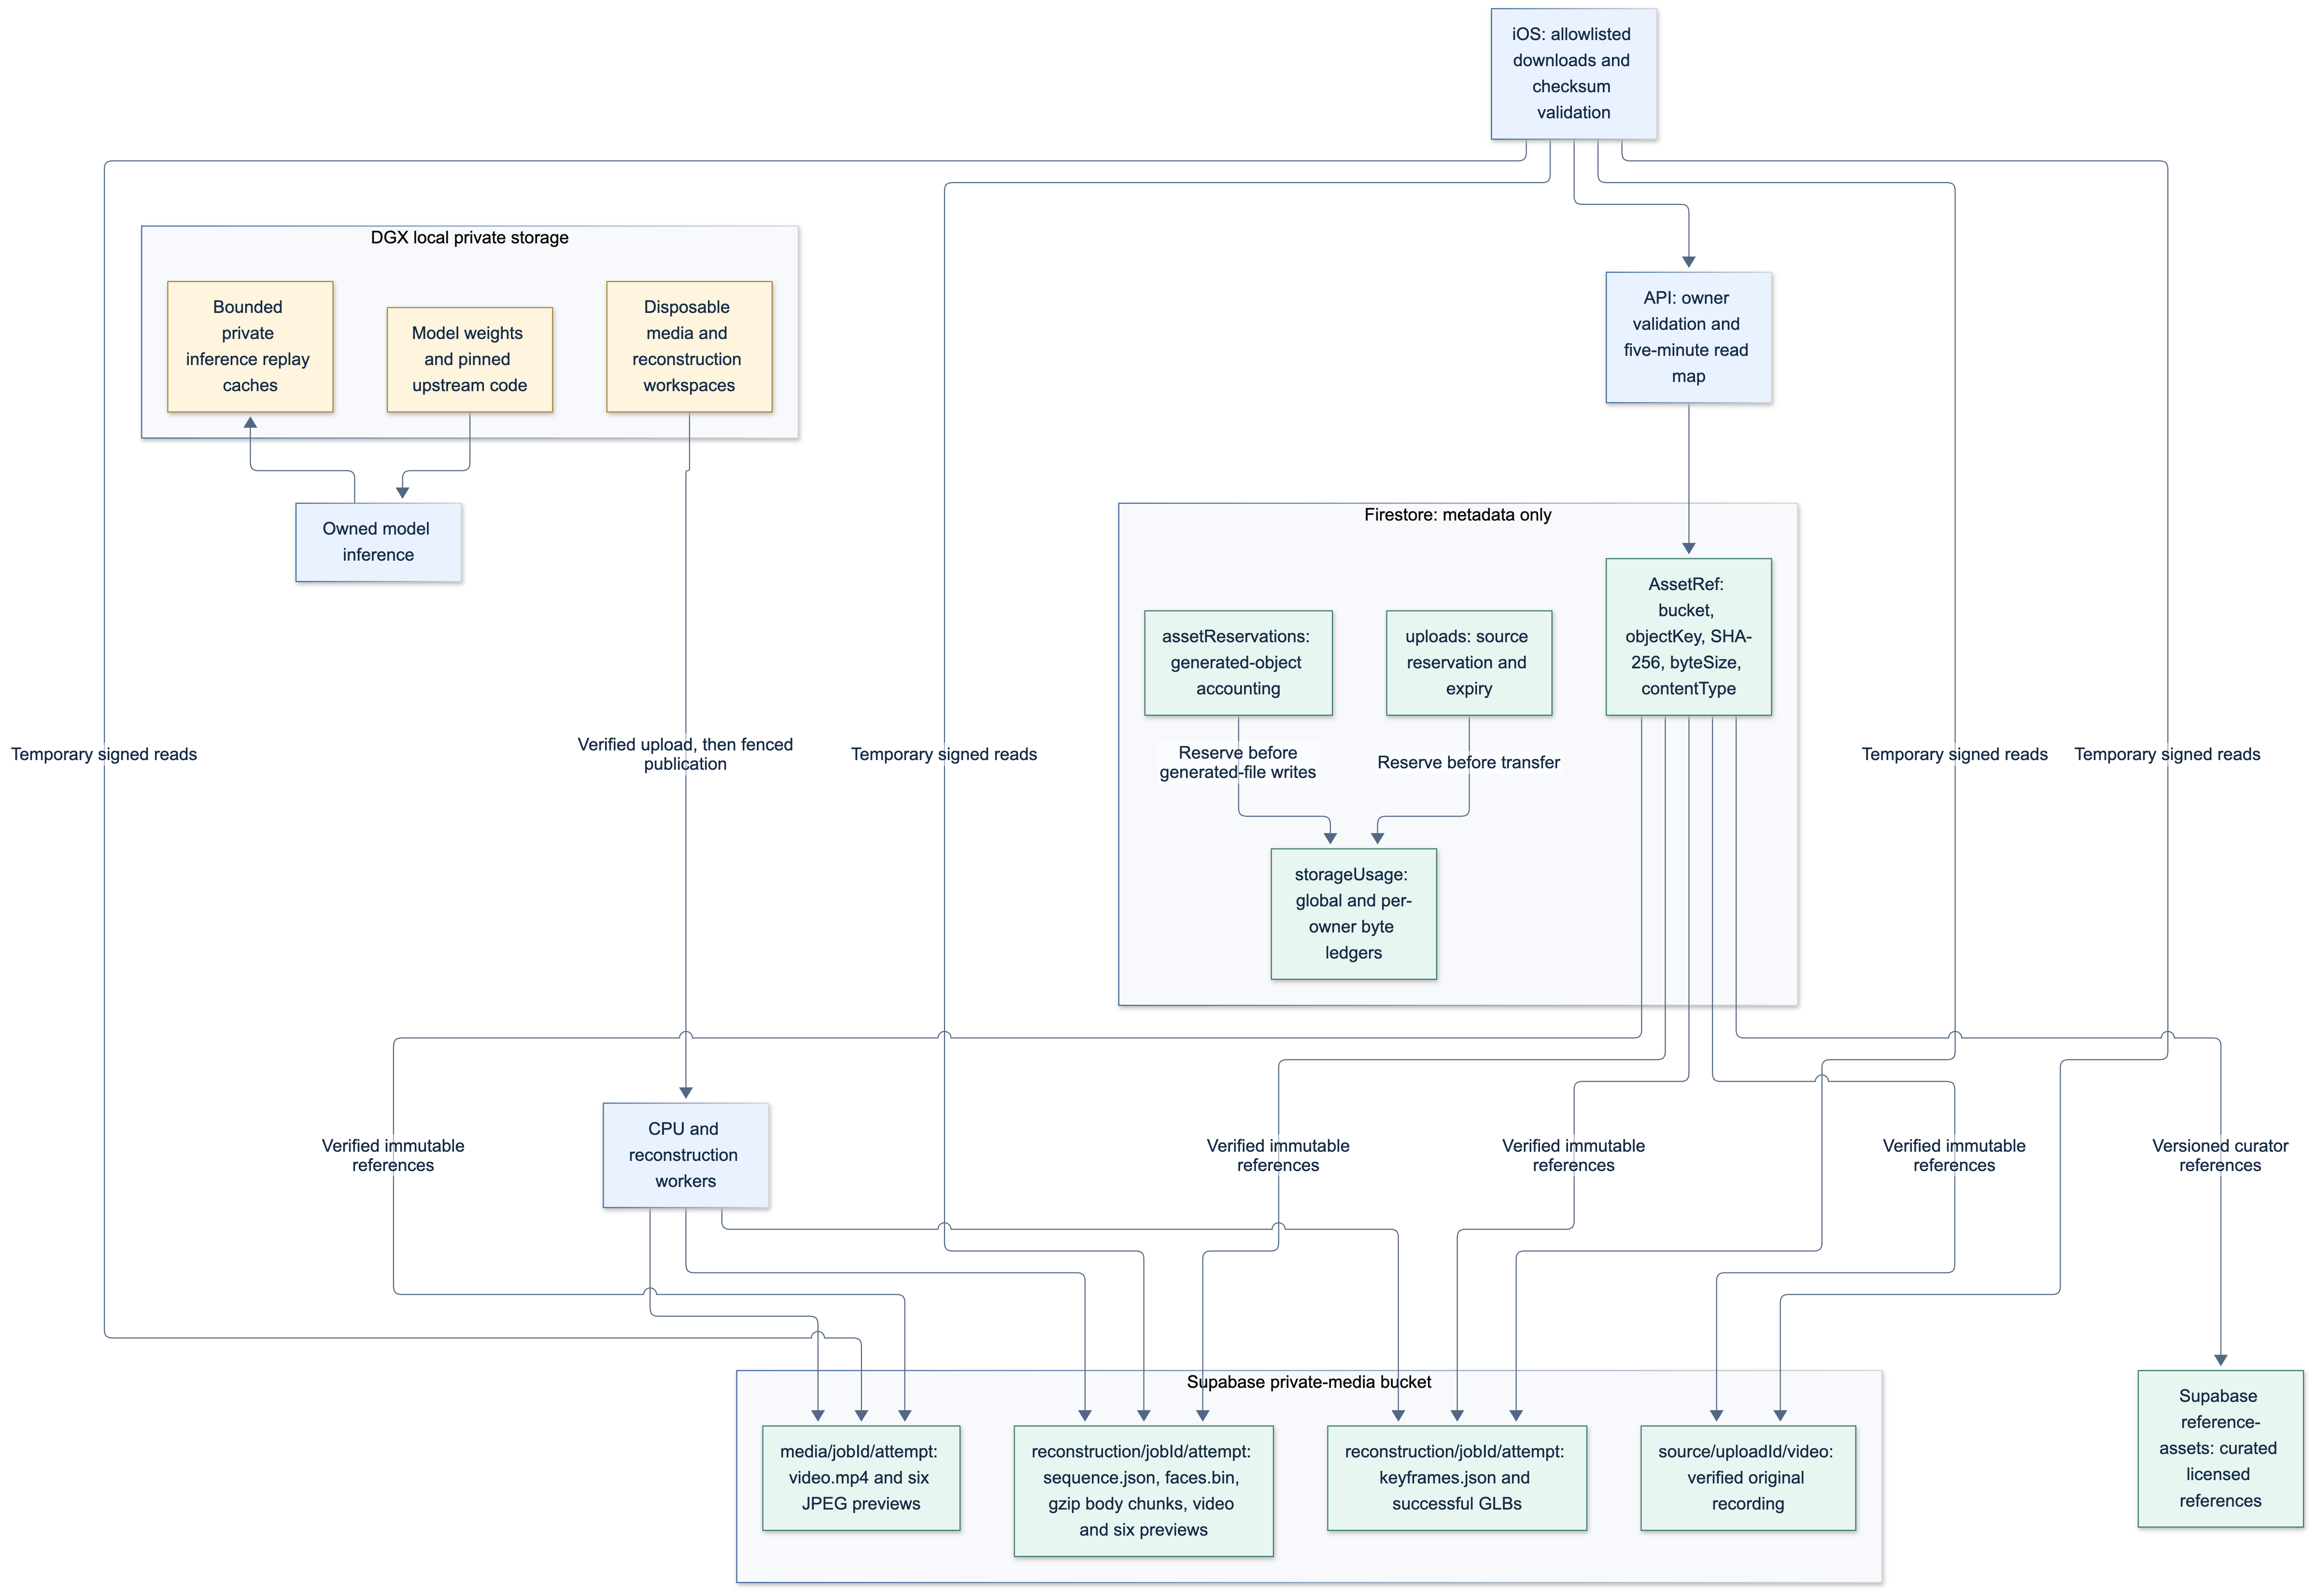 iOS: allowlisted
downloads and
checksum
validation
DGX local private storage
Bounded
private
inference replay
caches
Model weights
and pinned
upstream code
Disposable
media and
reconstruction
workspaces
API: owner
validation and
five-minute read
map
Owned model
inference
Firestore: metadata only
assetReservations:
generated-object
accounting
uploads: source
reservation and
expiry
AssetRef:
bucket,
objectKey, SHA-
256, byteSize,
contentType
Temporary signed reads
Verified upload, then fenced
publication
Temporary signed reads
Reserve before
generated-file writes
Reserve before transfer
Temporary signed reads
Temporary signed reads
storageUsage:
global and per-
owner byte
ledgers
Verified immutable
references
CPU and
reconstruction
workers
Verified immutable
references
Verified immutable
references
Verified immutable
references
Versioned curator
references
Supabase private-media bucket
media/jobId/attempt:
video.mp4 and six
JPEG previews
reconstruction/jobId/attempt:
sequence.json, faces.bin,
gzip body chunks, video
and six previews
reconstruction/jobId/attempt:
keyframes.json and
successful GLBs
source/uploadId/video:
verified original
recording
Supabase
reference-
assets: curated
licensed
references